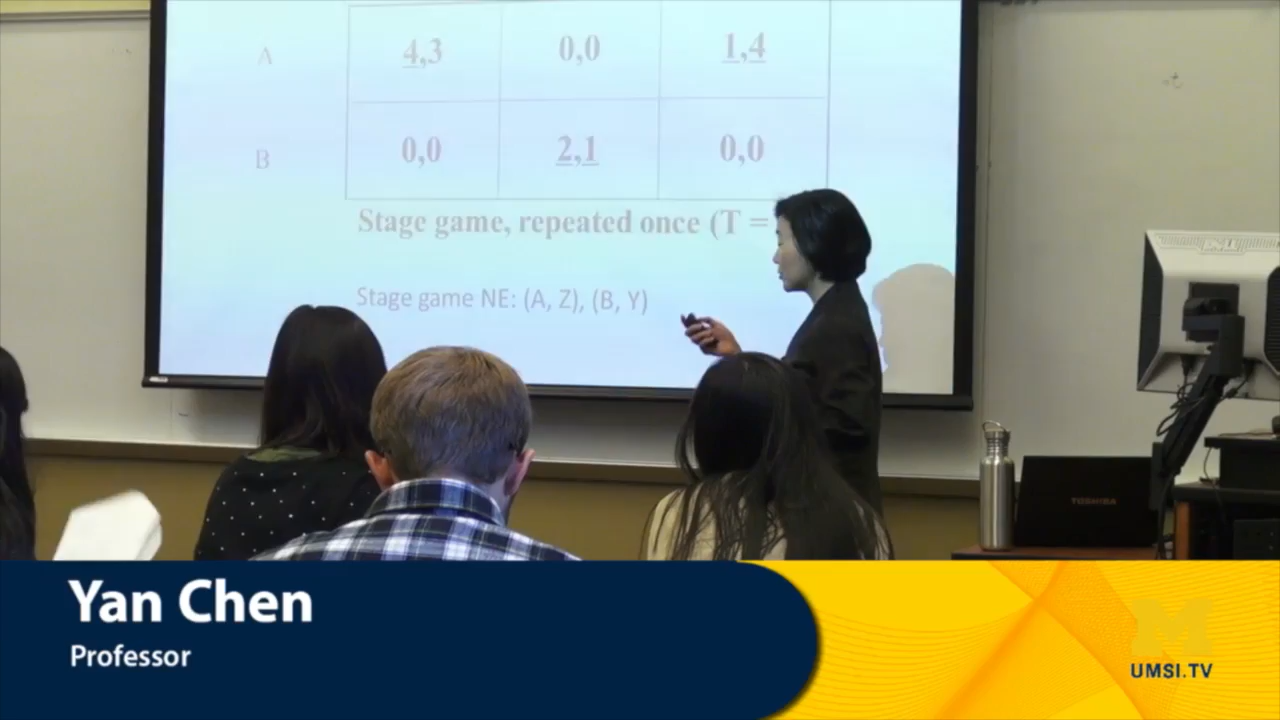 A 4,3 0,0 1,4
B 0,0 2,1 0,0
Stage game, repeated once (T =
Stage game NE: (A, Z), (B, Y)
TOSHIBA
Yan Chen
Professor
M
UMSI.TV